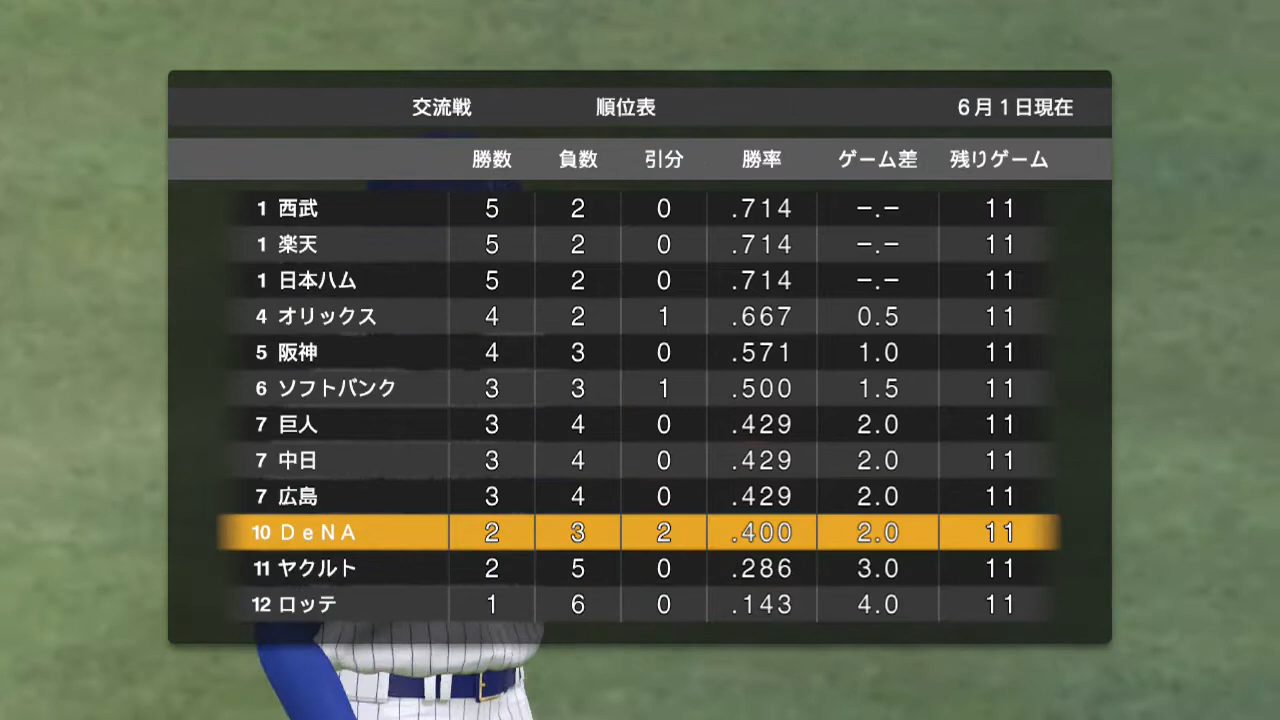 交流戦 順位表 6月1日現在
勝数 負数 引分 勝率 ゲーム差 残りゲーム
1 西武 5 2 0 .714 −.− 11
1 楽天 5 2 0 .714 −.− 11
1 日本ハム 5 2 0 .714 −.− 11
4 オリックス 4 2 1 .667 0.5 11
5 阪神 4 3 0 .571 1.0 11
6 ソフトバンク 3 3 1 .500 1.5 11
7 巨人 3 4 0 .429 2.0 11
7 中日 3 4 0 .429 2.0 11
7 広島 3 4 0 .429 2.0 11
10 DeNA 2 3 2 .400 2.0 11
11 ヤクルト 2 5 0 .286 3.0 11
12 ロッテ 1 6 0 .143 4.0 11